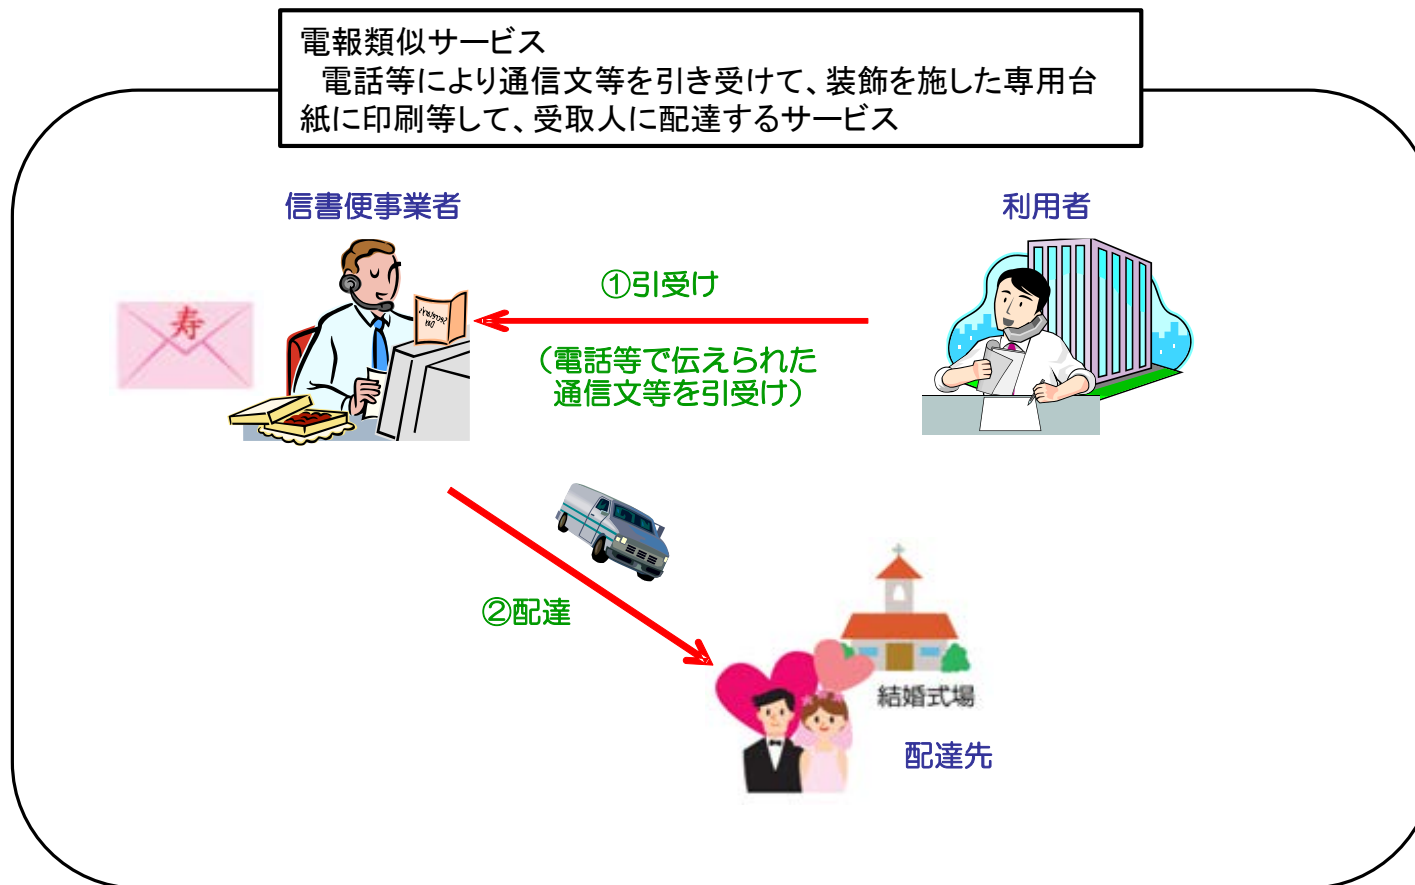 電報類似サービス
電話等により通信文等を引き受けて、装飾を施した専用台
紙に印刷等して、受取人に配達するサービス
信書便事業者
利用者
①引受け
寿
（電話等で伝えられた
通信文等を引受け）
②配達
結婚式場
配達先